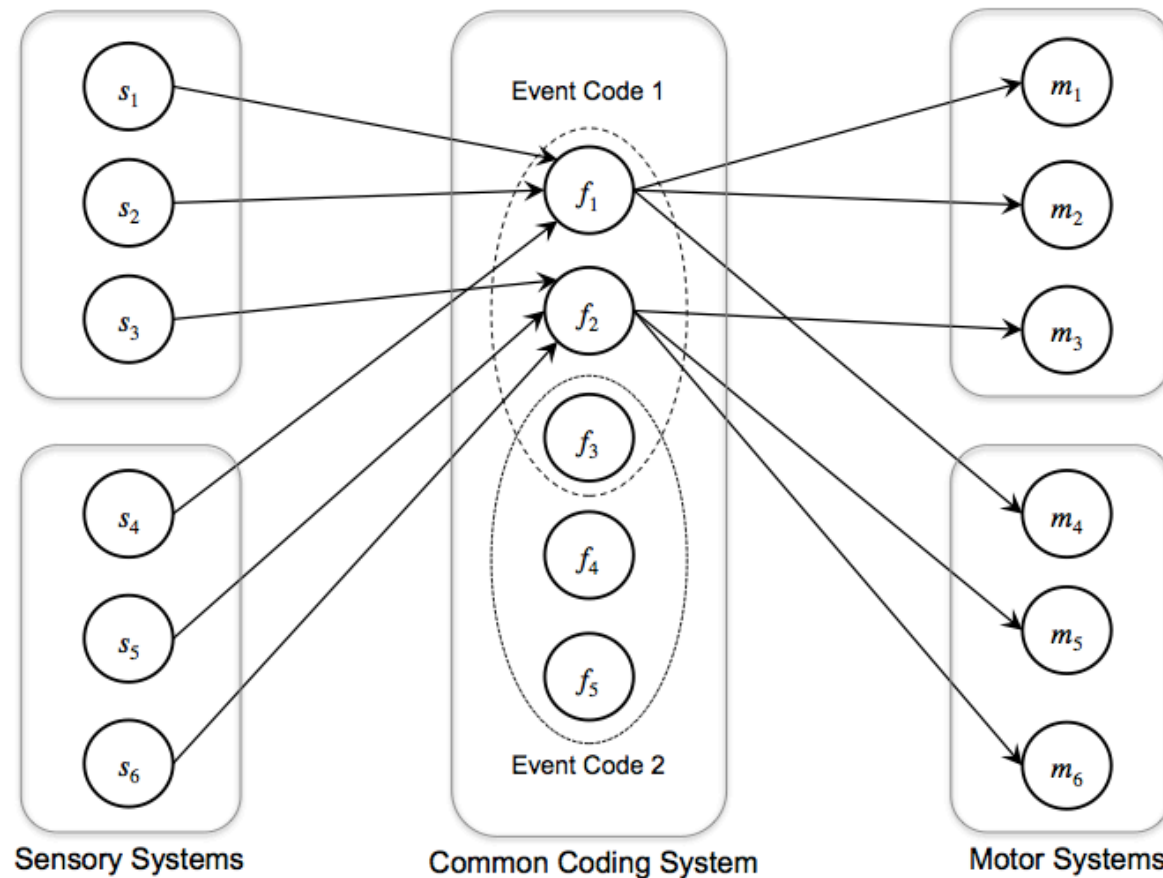 s1
s2
s3
s4
s5
s6
Sensory Systems
Event Code 1
f1
f2
f3
f4
f5
Event Code 2
Common Coding System
m1
m2
m3
m4
m5
m6
Motor Systems